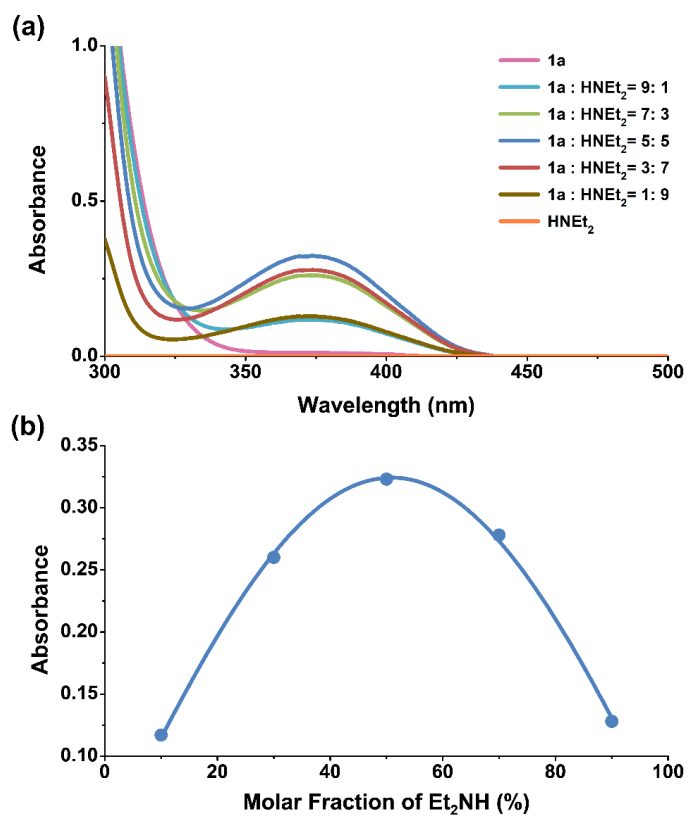 (a)
1.0
0.5
0.0
Absorbance
1a
1a : HNEt2= 9: 1
1a : HNEt2= 7: 3
1a : HNEt2= 5: 5
1a : HNEt2= 3: 7
1a : HNEt2= 1: 9
HNEt2
300 350 400 450 500
Wavelength (nm)
(b)
0.35
0.30
0.25
0.20
0.15
0.10
Absorbance
0 20 40 60 80 100
Molar Fraction of Et2NH (%)